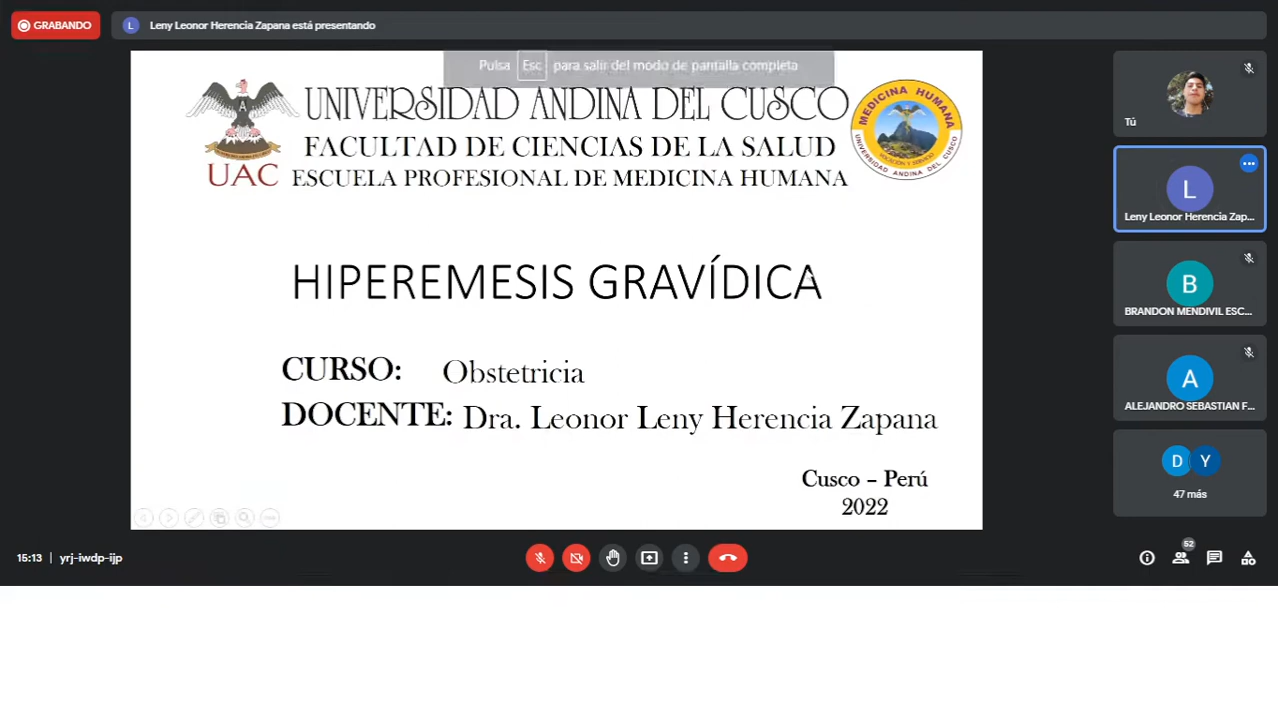 GRABANDO
L
Leny Leonor Herencia Zapana está presentando
Pulsa Esc para salir del modo de pantalla completa
UNIVERSIDAD ANDINA DEL CUSCO
FACULTAD DE CIENCIAS DE LA SALUD
ESCUELA PROFESIONAL DE MEDICINA HUMANA
A
UAC
MEDICINA HUMANA
VOCACIÓN Y SERVICIO
UNIVERSIDAD ANDINA DEL CUSCO
HIPEREMESIS GRAVÍDICA
CURSO: Obstetricia
DOCENTE: Dra. Leonor Leny Herencia Zapana
Cusco – Perú
2022
Tú
L
Leny Leonor Herencia Zap...
B
BRANDON MENDIVIL ESC...
A
ALEJANDRO SEBASTIAN F...
D Y
47 más
15:13 | yrj-iwdp-ijp
52